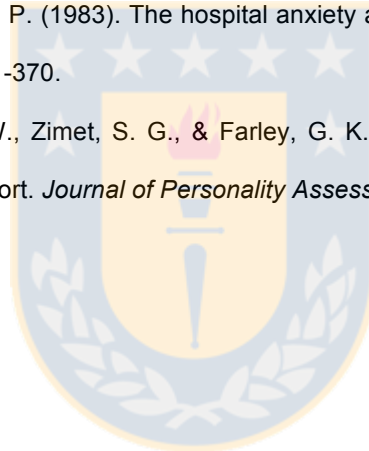 P. (1983). The hospital anxiety a
-370.
., Zimet, S. G., & Farley, G. K.
ort. Journal of Personality Assess